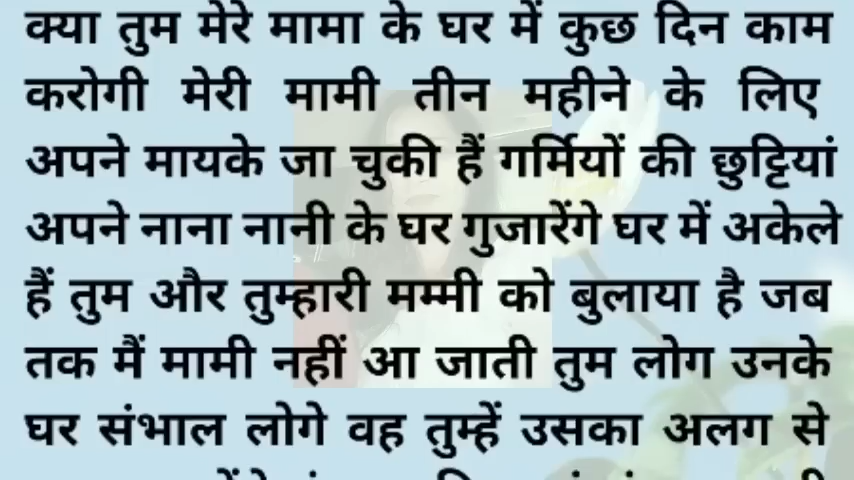 क्या तुम मेरे मामा के घर में कुछ दिन काम
करोगी मेरी मामी तीन महीने के लिए
अपने मायके जा चुकी हैं गर्मियों की छुट्टियां
अपने नाना नानी के घर गुजारेंगे घर में अकेले
हैं तुम और तुम्हारी मम्मी को बुलाया है जब
तक मैं मामी नहीं आ जाती तुम लोग उनके
घर संभाल लोगे वह तुम्हें उसका अलग से